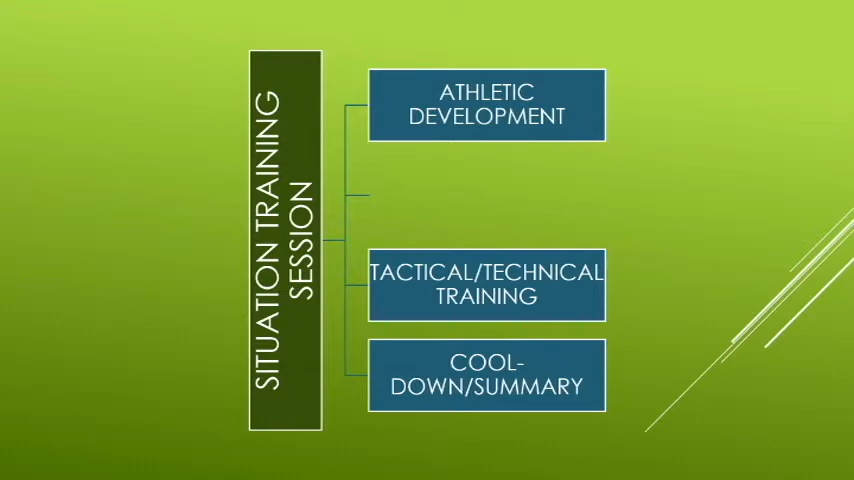 SITUATION TRAINING
SESSION
ATHLETIC
DEVELOPMENT
TACTICAL/TECHNICAL
TRAINING
COOL-
DOWN/SUMMARY